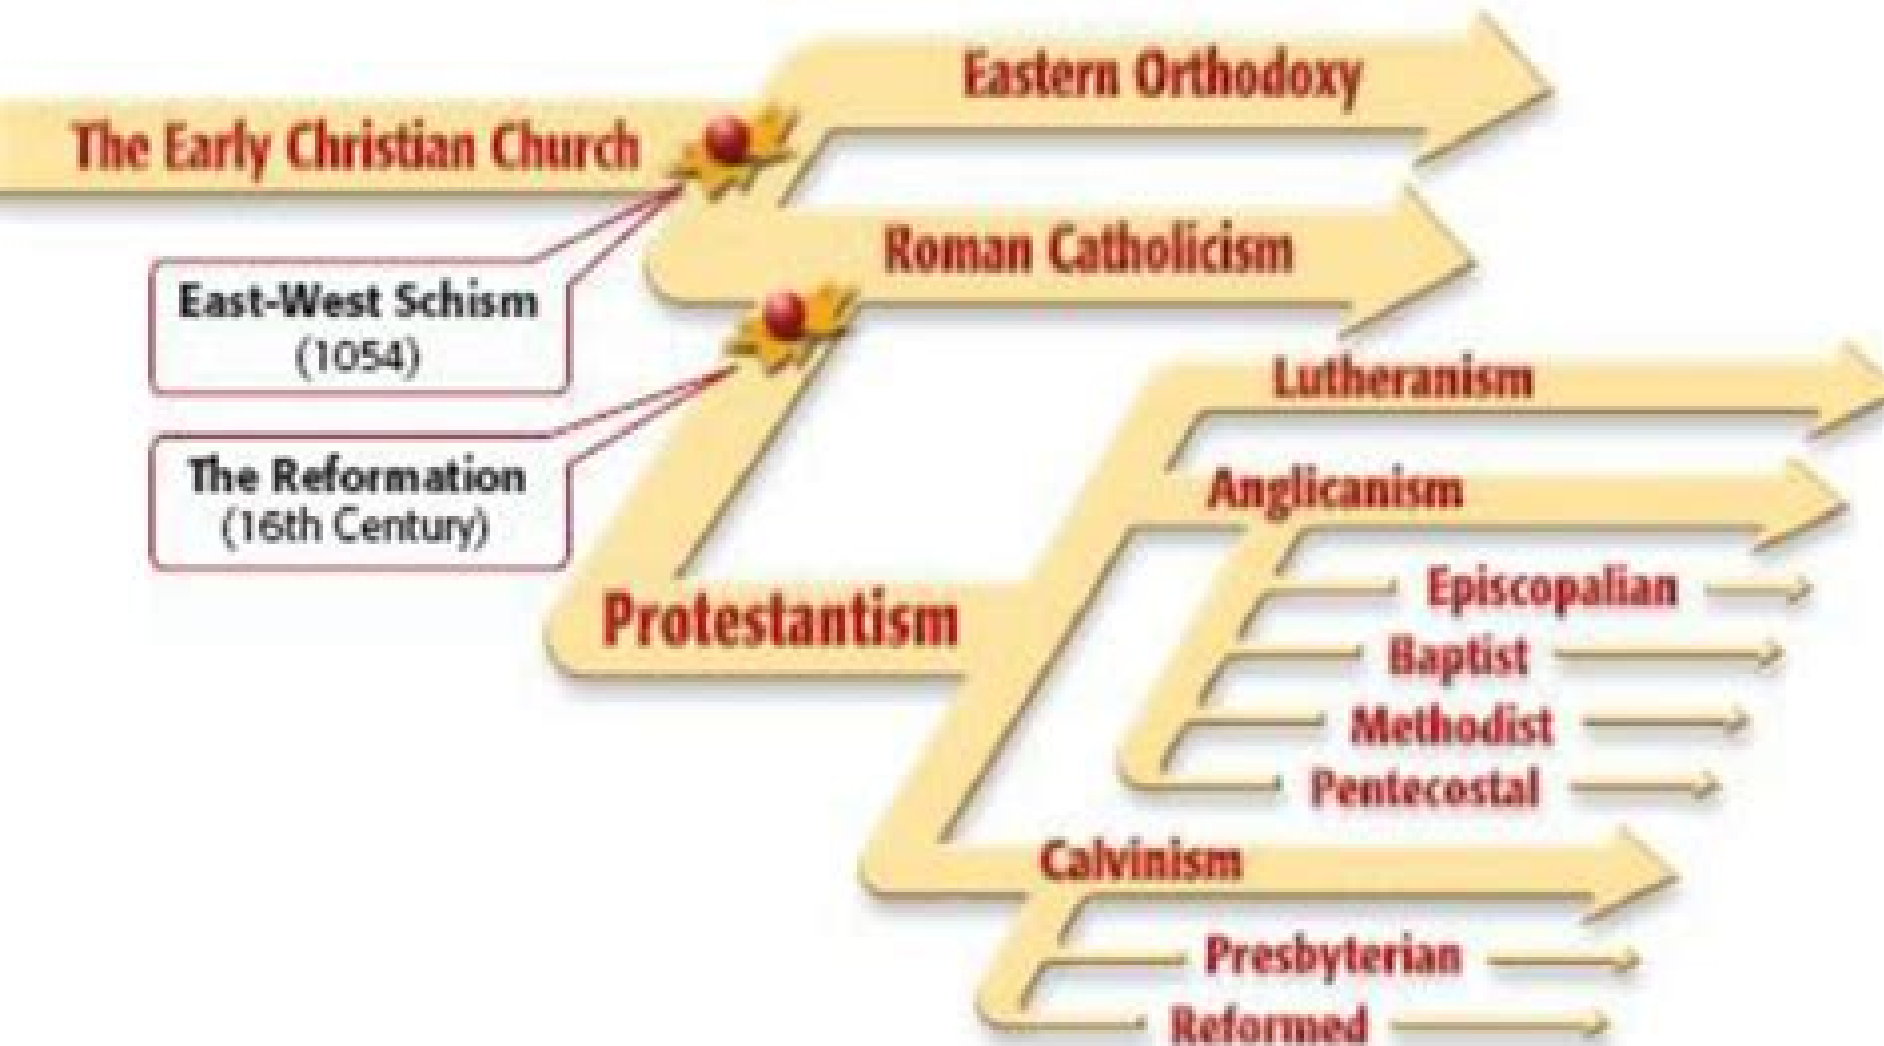 Eastern Orthodoxy
The Early Christian Church
Roman Catholicism
East-West Schism
(1054)
Lutheranism
The Reformation
(16th Century)
Anglicanism
Episcopalian
Protestantism
Baptist
Methodist
Pentecostal
Calvinism
Presbyterian
Reformed